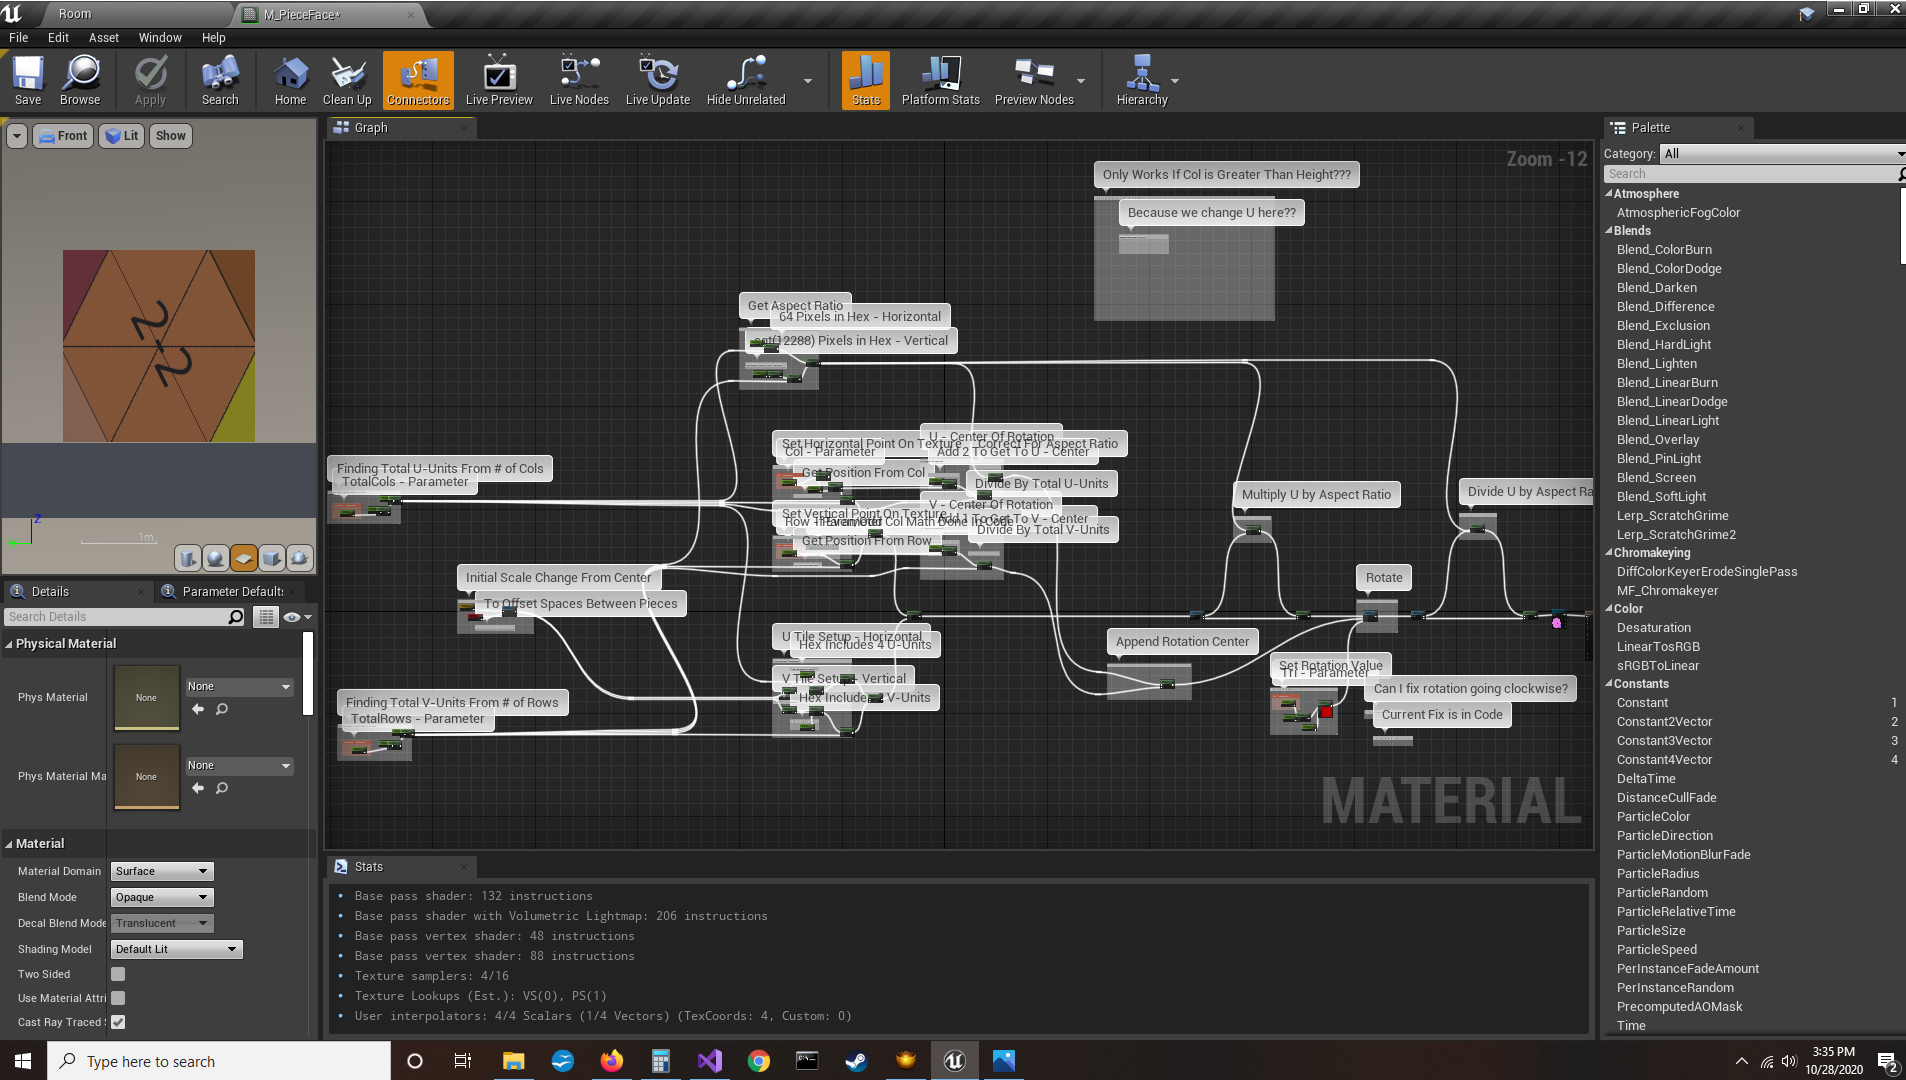 Room
M_PieceFace*
File Edit Asset Window Help
Save Browse Apply Search Home Clean Up Connectors Live Preview Live Nodes Live Update Hide Unrelated Stats Platform Stats Preview Nodes Hierarchy
Front Lit Show
2-2
Z
Y
1m
Graph
Zoom -12
Only Works If Col is Greater Than Height???
Because we change U here??
Get Aspect Ratio
64 Pixels in Hex - Horizontal
(12288) Pixels in Hex - Vertical
Finding Total U-Units From # of Cols
TotalCols - Parameter
U - Center Of Rotation
Set Horizontal Point On Texture
Correct For Aspect Ratio
Col - Parameter
Add 2 To Get To U - Center
Get Position From Col
Divide By Total U-Units
V - Center Of Rotation
Set Vertical Point On Texture
To Get To V - Center
Row -
Col Math Done In Code
Divide By Total V-Units
Get Position From Row
Multiply U by Aspect Ratio
Divide U by Aspect Ra
Initial Scale Change From Center
To Offset Spaces Between Pieces
Rotate
U Tile Setup - Horizontal
Hex Includes 4 U-Units
Append Rotation Center
V Tile Setup - Vertical
Hex Include V-Units
Set Rotation Value
Tri - Parameter
Can I fix rotation going clockwise?
Current Fix is in Code
Finding Total V-Units From # of Rows
TotalRows - Parameter
MATERIAL
Details
Parameter Defaults
Search Details
Physical Material
Phys Material None None
Phys Material Ma None None
Material
Material Domain Surface
Blend Mode Opaque
Decal Blend Mode Translucent
Shading Model Default Lit
Two Sided
Use Material Attri
Cast Ray Traced S
Stats
Base pass shader: 132 instructions
Base pass shader with Volumetric Lightmap: 206 instructions
Base pass vertex shader: 48 instructions
Base pass vertex shader: 88 instructions
Texture samplers: 4/16
Texture Lookups (Est.): VS(0), PS(1)
User interpolators: 4/4 Scalars (1/4 Vectors) (TexCoords: 4, Custom: 0)
Palette
Category: All
Search
Atmosphere
AtmosphericFogColor
Blends
Blend_ColorBurn
Blend_ColorDodge
Blend_Darken
Blend_Difference
Blend_Exclusion
Blend_HardLight
Blend_Lighten
Blend_LinearBurn
Blend_LinearDodge
Blend_LinearLight
Blend_Overlay
Blend_PinLight
Blend_Screen
Blend_SoftLight
Lerp_ScratchGrime
Lerp_ScratchGrime2
Chromakeying
DiffColorKeyerErodeSinglePass
MF_Chromakeyer
Color
Desaturation
LinearTosRGB
sRGBToLinear
Constants
Constant 1
Constant2Vector 2
Constant3Vector 3
Constant4Vector 4
DeltaTime
DistanceCullFade
ParticleColor
ParticleDirection
ParticleMotionBlurFade
ParticleRadius
ParticleRandom
ParticleRelativeTime
ParticleSize
ParticleSpeed
PerInstanceFadeAmount
PerInstanceRandom
PrecomputedAOMask
Time
Type here to search
3:35 PM
10/28/2020
2